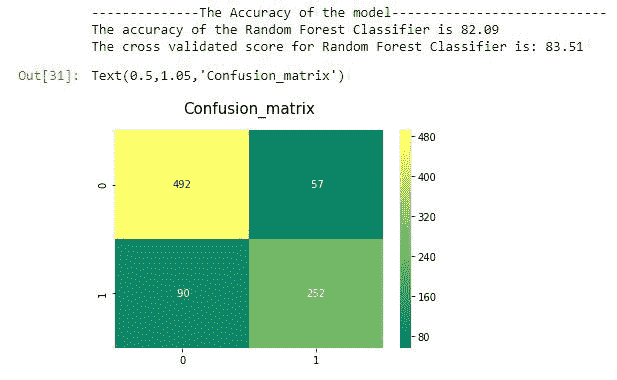 --------------The Accuracy of the model----------------------------
The accuracy of the Random Forest Classifier is 82.09
The cross validated score for Random Forest Classifier is: 83.51
Out[31]: Text(0.5,1.05,'Confusion_matrix')
Confusion_matrix
480
0 492 57
400
320
240
1 90 252
160
80
0 1